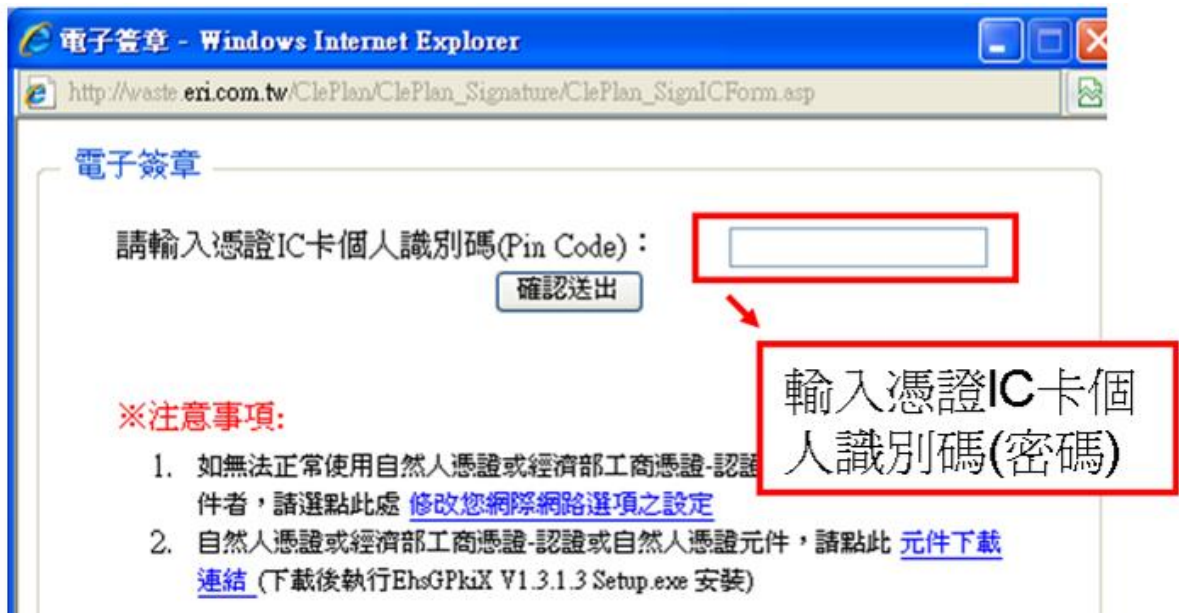 電子簽章 - Windows Internet Explorer
http://waste.eri.com.tw/ClePlan/ClePlan_Signature/ClePlan_SignICForm.asp
電子簽章
請輸入憑證IC卡個人識別碼(Pin Code)：
確認送出
輸入憑證IC卡個
人識別碼(密碼)
※注意事項:
1. 如無法正常使用自然人憑證或經濟部工商憑證-認證
件者，請選點此處 修改您網際網路選項之設定
2. 自然人憑證或經濟部工商憑證-認證或自然人憑證元件，請點此 元件下載
連結 (下載後執行EhsGPkiX V1.3.1.3 Setup.exe 安裝)